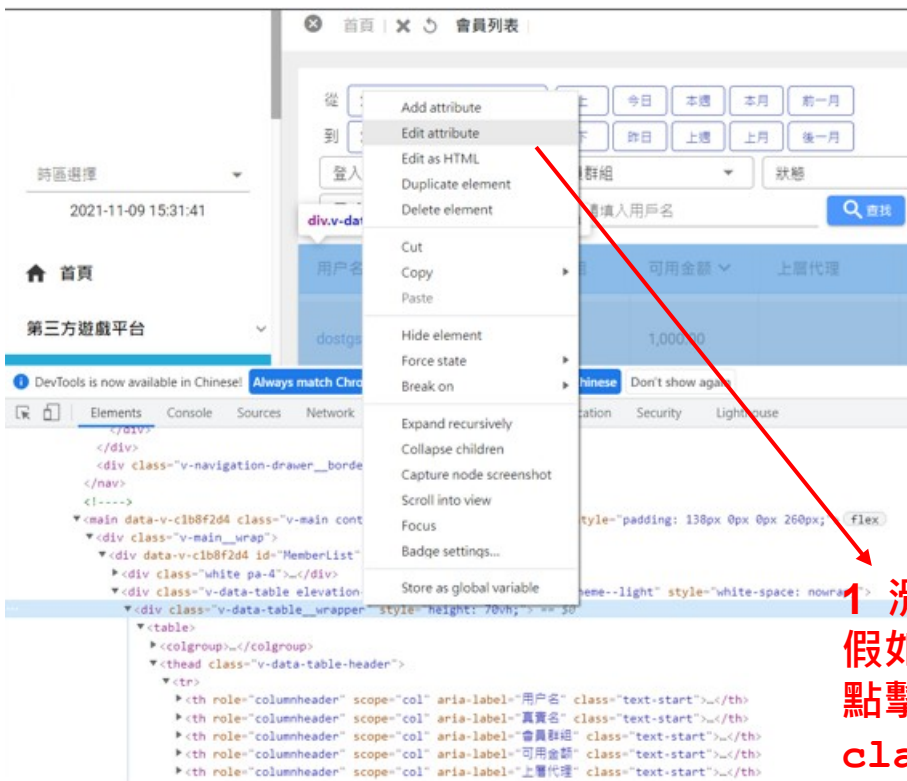 首頁 | 會員列表
從
上 今日 本週 本月 前一月
到
下 昨日 上週 上月 後一月
登入
群組
狀態
時區選擇
填入用戶名
查找
2021-11-09 15:31:41
div.v-dat
首頁
用户名
可用金額
上層代理
第三方遊戲平台
dostgs
1,000.00
Add attribute
Edit attribute
Edit as HTML
Duplicate element
Delete element
Cut
Copy
Paste
Hide element
Force state
Break on
Expand recursively
Collapse children
Capture node screenshot
Scroll into view
Focus
Badge settings...
Store as global variable
DevTools is now available in Chinese! Always match Chro hinese Don't show again
Elements Console Sources Network cation Security Lighthouse
</div>
</div>
<div class="v-navigation-drawer__borde
</nav>
<!---->
▼<main data-v-c1b8f2d4 class="v-main cont tyle="padding: 138px 0px 0px 260px; flex
▼<div class="v-main__wrap">
▼<div data-v-c1b8f2d4 id="MemberList"
▶<div class="white pa-4">…</div>
▼<div class="v-data-table elevation- eme--light" style="white-space: nowrap;">
▼<div class="v-data-table__wrapper" style="height: 70vh;"> == $0
▼<table>
▶<colgroup>…</colgroup>
▼<thead class="v-data-table-header">
▼<tr>
▶<th role="columnheader" scope="col" aria-label="用户名" class="text-start">…</th>
▶<th role="columnheader" scope="col" aria-label="真實名" class="text-start">…</th>
▶<th role="columnheader" scope="col" aria-label="會員群組" class="text-start">…</th>
▶<th role="columnheader" scope="col" aria-label="可用金額" class="text-start">…</th>
▶<th role="columnheader" scope="col" aria-label="上層代理" class="text-start">…</th>
1
假如
點擊
cla